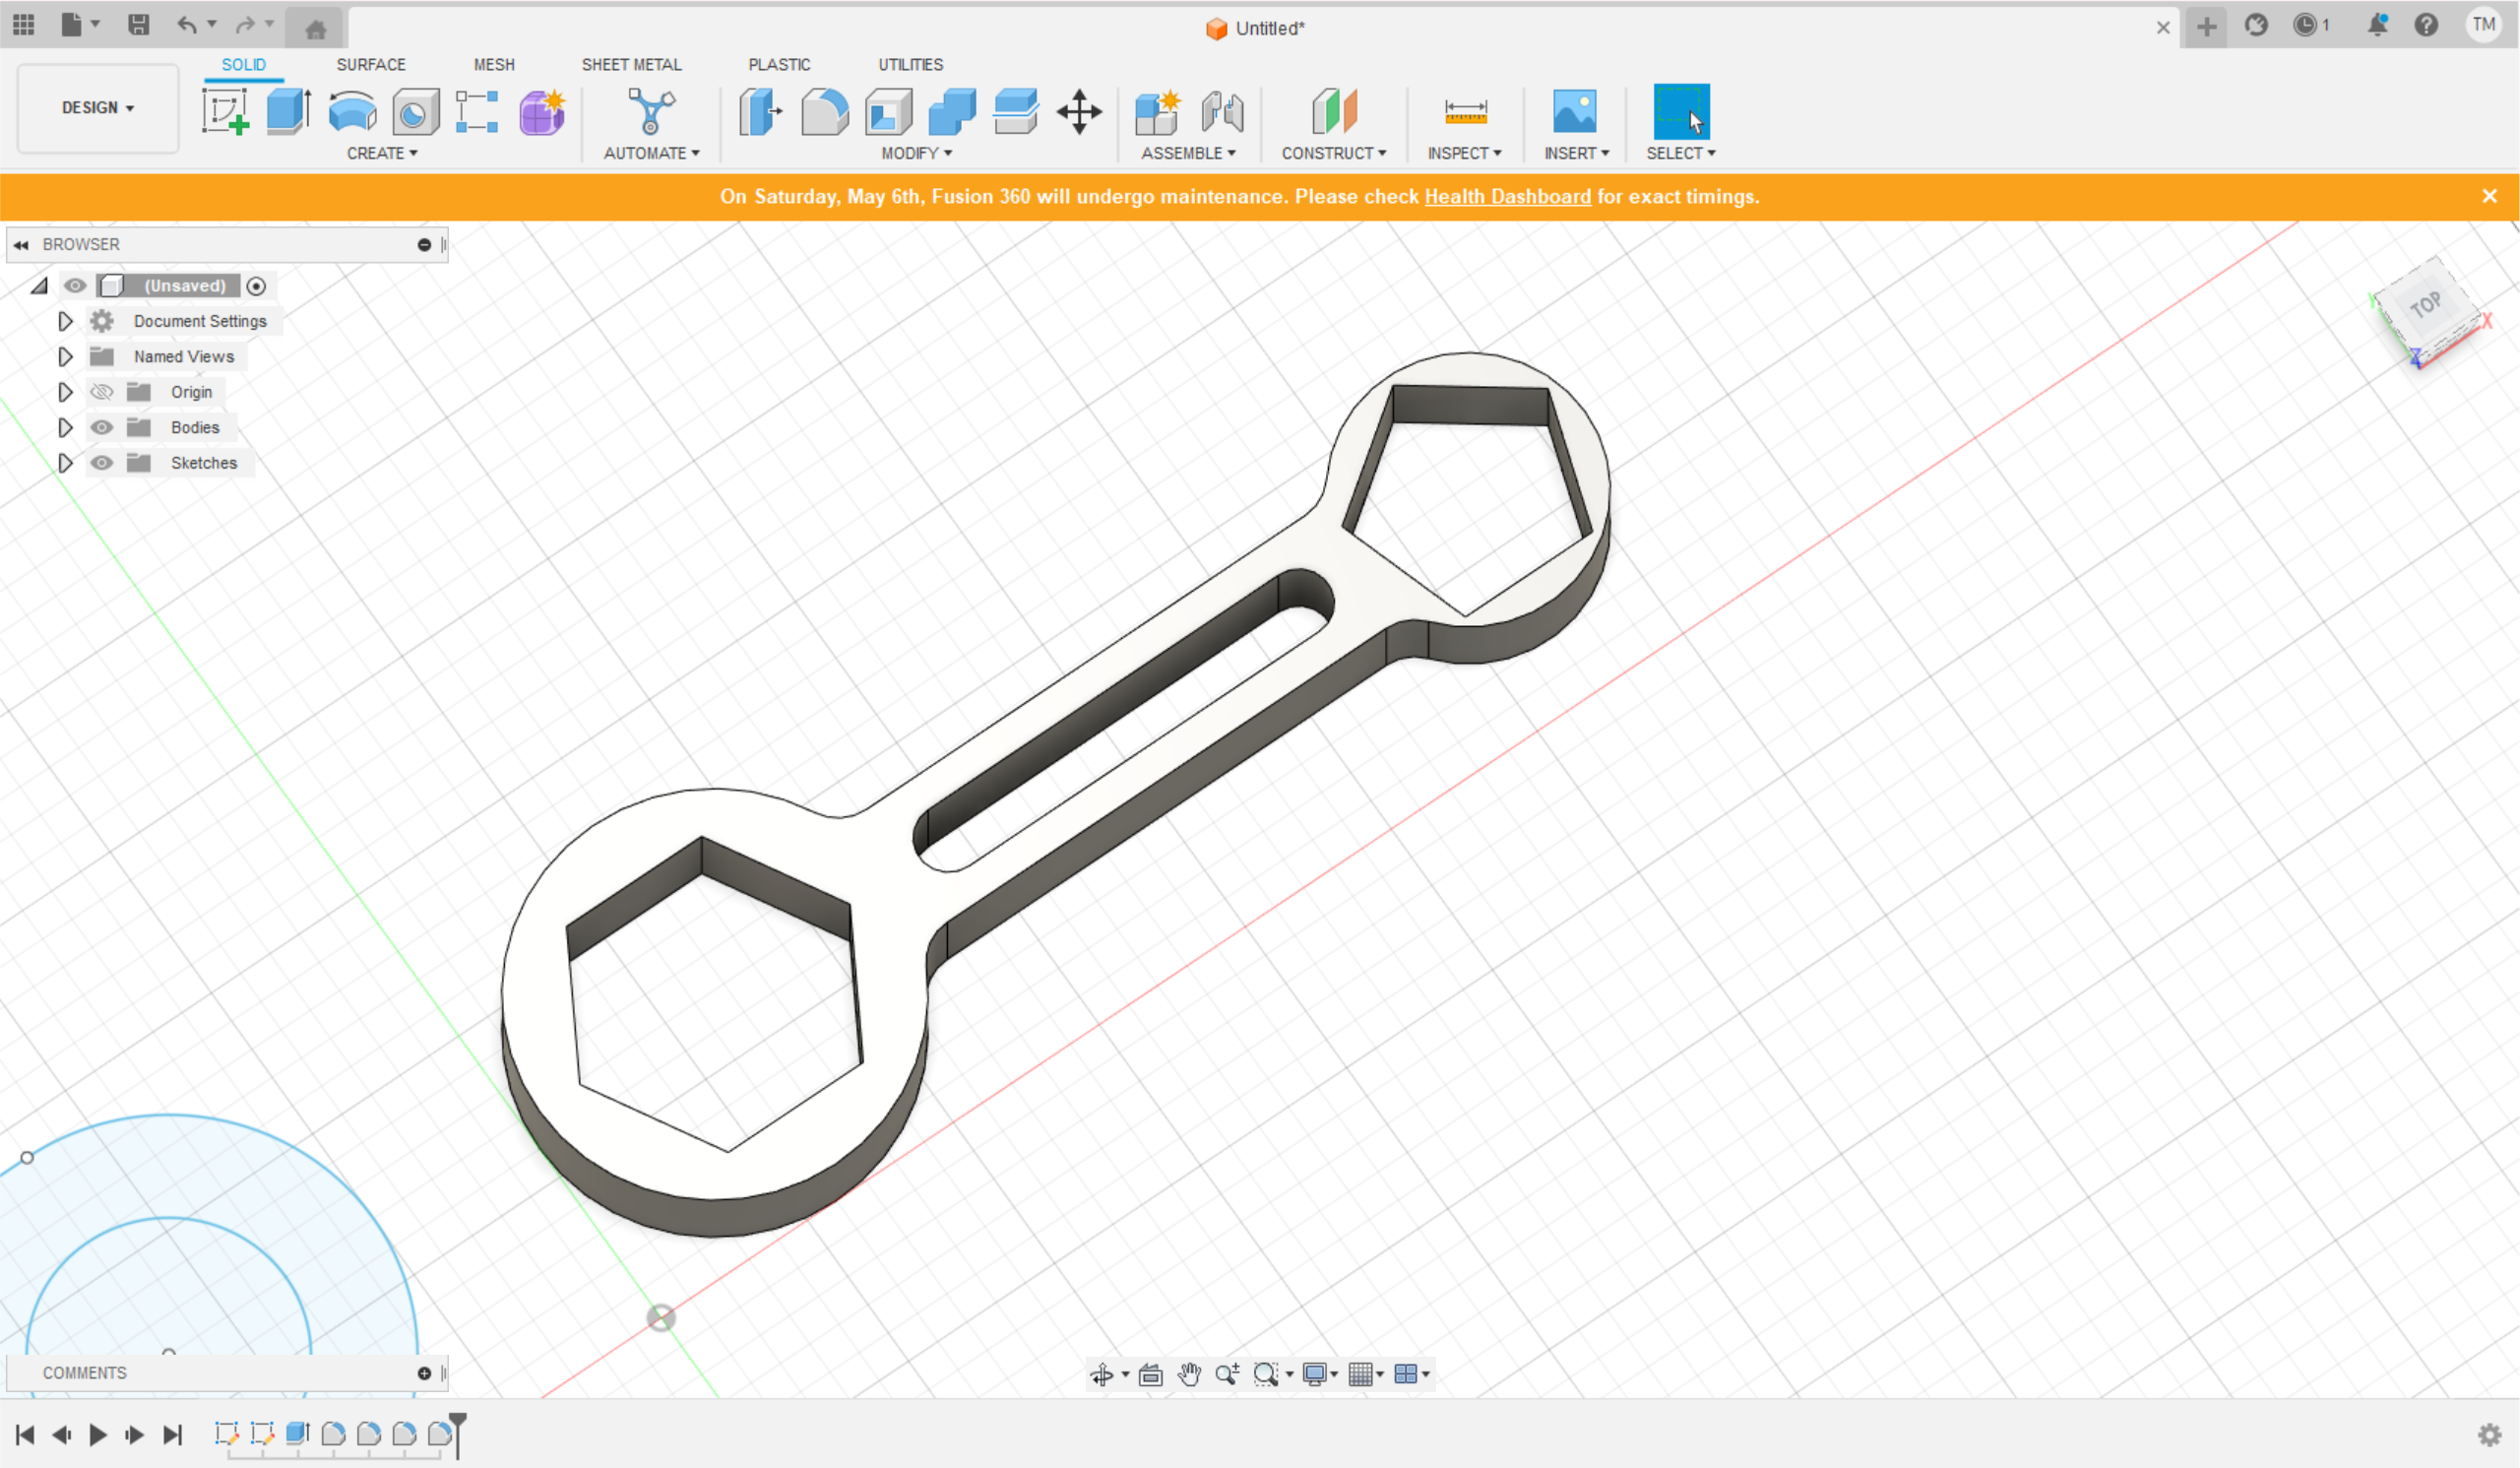 Untitled*
1
TM
DESIGN
SOLID
SURFACE
MESH
SHEET METAL
PLASTIC
UTILITIES
CREATE
AUTOMATE
MODIFY
ASSEMBLE
CONSTRUCT
INSPECT
INSERT
SELECT
On Saturday, May 6th, Fusion 360 will undergo maintenance. Please check Health Dashboard for exact timings.
BROWSER
(Unsaved)
Document Settings
Named Views
Origin
Bodies
Sketches
TOP
Y
X
Z
COMMENTS